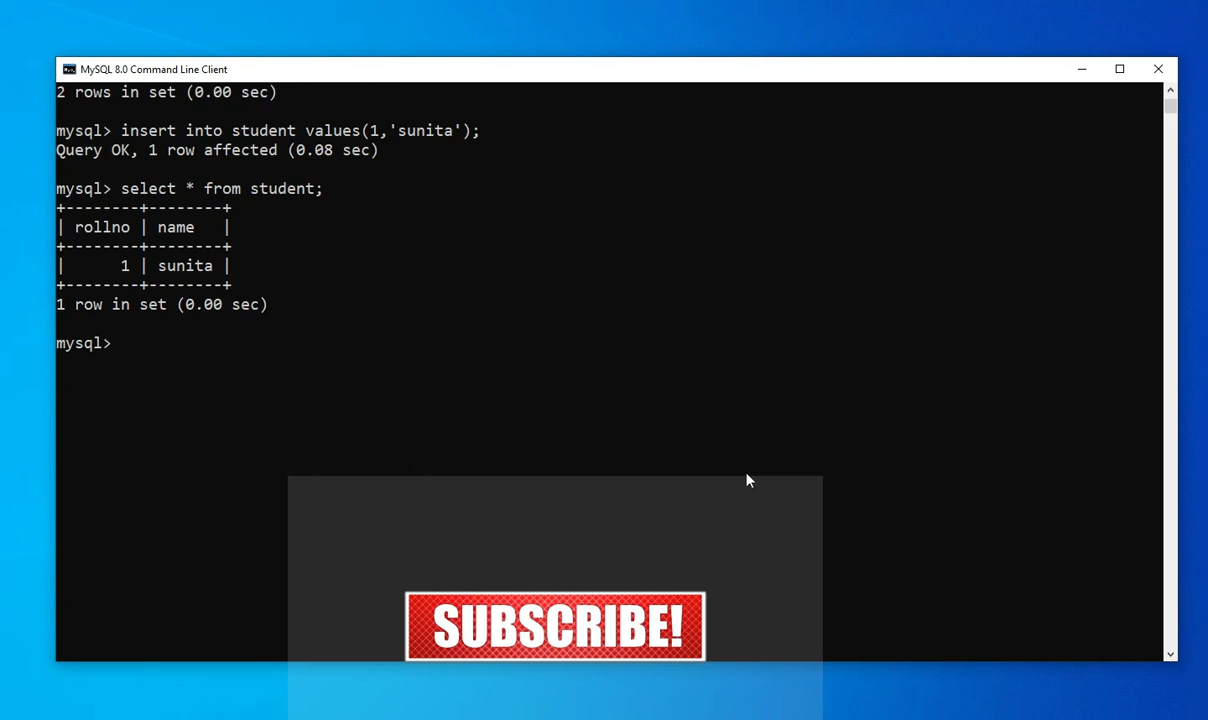 MySQL 8.0 Command Line Client
2 rows in set (0.00 sec)
mysql> insert into student values(1,'sunita');
Query OK, 1 row affected (0.08 sec)
mysql> select * from student;
+--------+--------+
| rollno | name   |
+--------+--------+
|      1 | sunita |
+--------+--------+
1 row in set (0.00 sec)
mysql>
SUBSCRIBE!